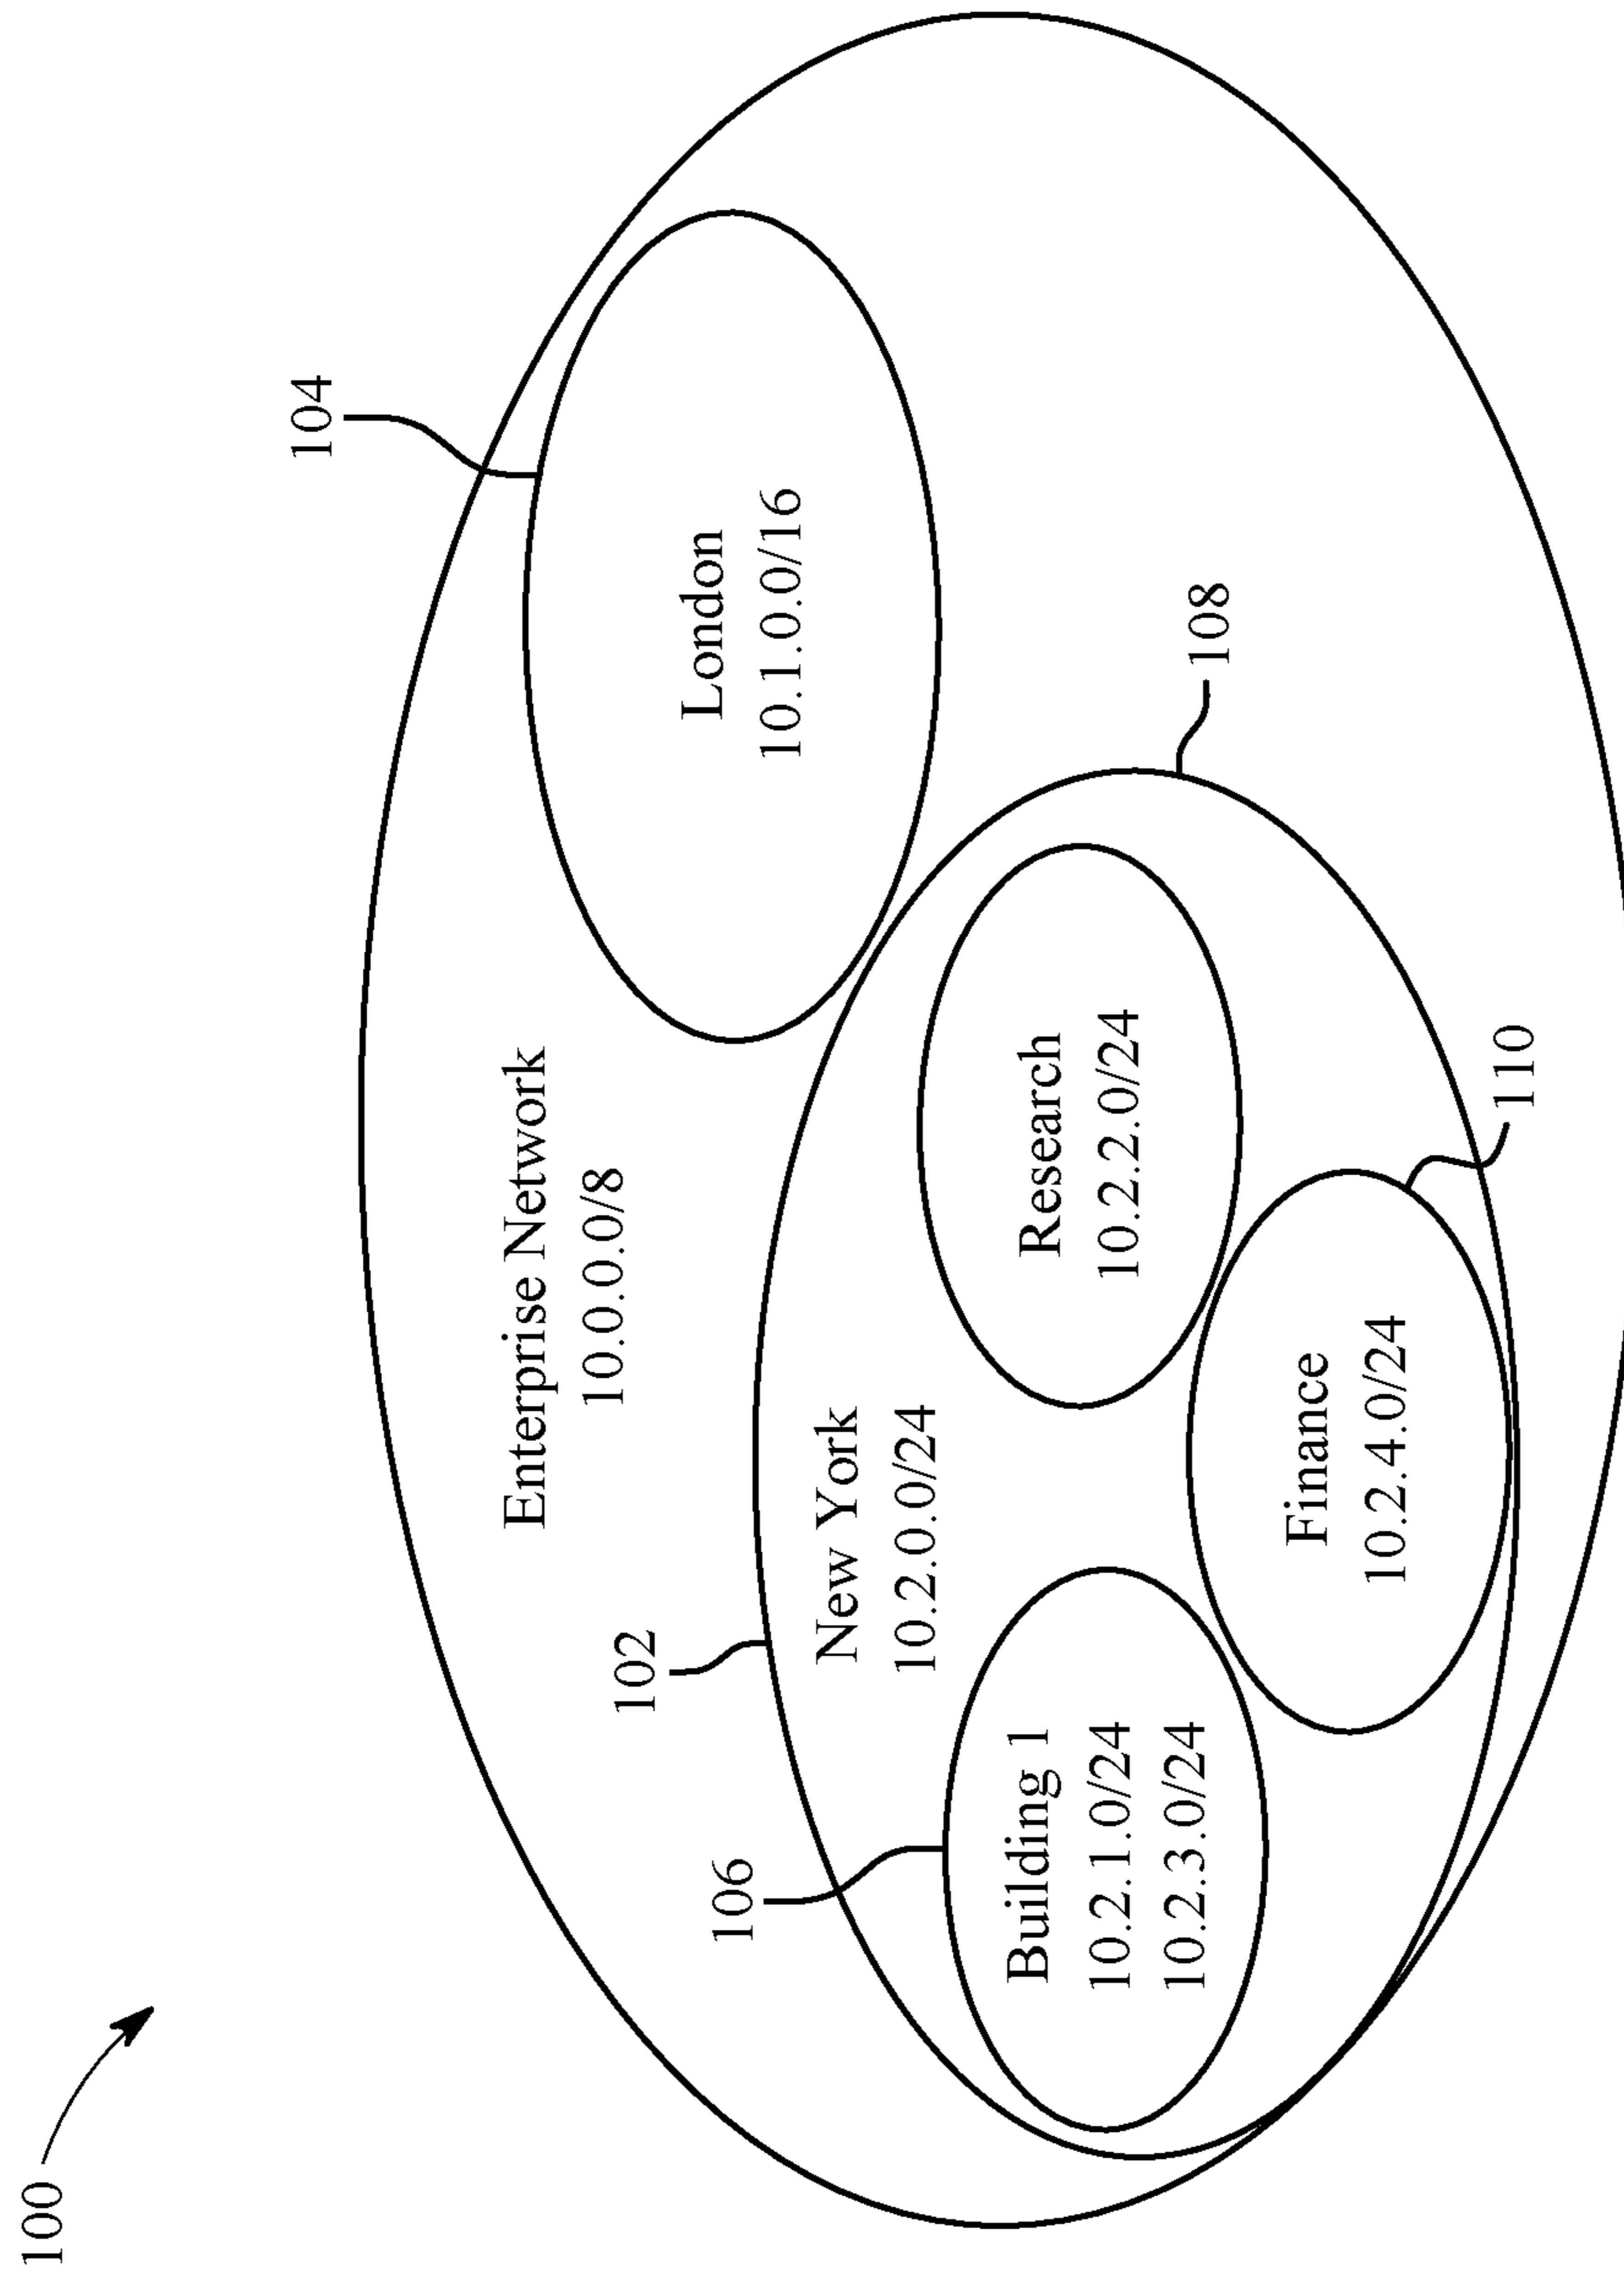 100
104
Enterprise Network
10.0.0.0/8
London
10.1.0.0/16
102
New York
10.2.0.0/24
106
Building 1
10.2.1.0/24
10.2.3.0/24
Research
10.2.2.0/24
108
Finance
10.2.4.0/24
110